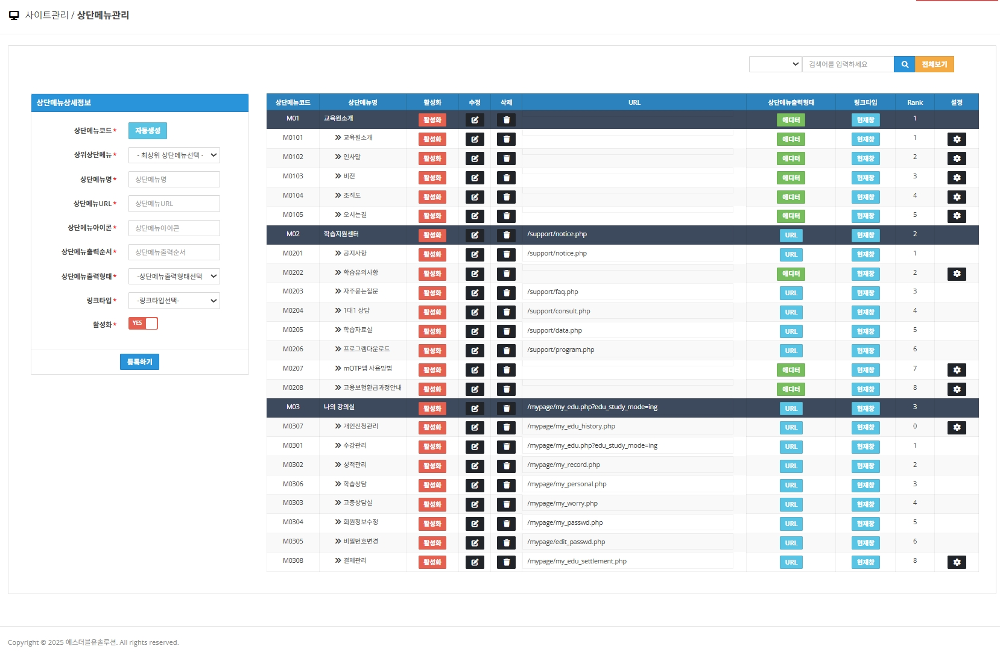 사이트관리 / 상단메뉴관리
검색어를 입력하세요 전체보기
상단메뉴상세정보
상단메뉴코드* 자동생성
상위상단메뉴* - 최상위 상단메뉴선택 -
상단메뉴명* 상단메뉴명
상단메뉴URL* 상단메뉴URL
상단메뉴아이콘* 상단메뉴아이콘
상단메뉴출력순서* 상단메뉴출력순서
상단메뉴출력형태* -상단메뉴출력형태선택
링크타입* -링크타입선택-
활성화* YES
등록하기
상단메뉴코드 상단메뉴명 활성화 수정 삭제 URL 상단메뉴출력형태 링크타입 Rank 설정
M01 교육원소개 활성화 에디터 현재창 1
M0101 교육원소개 활성화 에디터 현재창 1
M0102 인사말 활성화 에디터 현재창 2
M0103 비전 활성화 에디터 현재창 3
M0104 조직도 활성화 에디터 현재창 4
M0105 오시는길 활성화 에디터 현재창 5
M02 학습지원센터 활성화 /support/notice.php URL 현재창 2
M0201 공지사항 활성화 /support/notice.php URL 현재창 1
M0202 학습유의사항 활성화 에디터 현재창 2
M0203 자주묻는질문 활성화 /support/faq.php URL 현재창 3
M0204 1대1 상담 활성화 /support/consult.php URL 현재창 4
M0205 학습자료실 활성화 /support/data.php URL 현재창 5
M0206 프로그램다운로드 활성화 /support/program.php URL 현재창 6
M0207 mOTP앱 사용방법 활성화 에디터 현재창 7
M0208 고용보험환급과정안내 활성화 에디터 현재창 8
M03 나의 강의실 활성화 /mypage/my_edu.php?edu_study_mode=ing URL 현재창 3
M0307 개인신청관리 활성화 /mypage/my_edu_history.php URL 현재창 0
M0301 수강관리 활성화 /mypage/my_edu.php?edu_study_mode=ing URL 현재창 1
M0302 성적관리 활성화 /mypage/my_record.php URL 현재창 2
M0306 학습상담 활성화 /mypage/my_personal.php URL 현재창 3
M0303 고충상담실 활성화 /mypage/my_worry.php URL 현재창 4
M0304 회원정보수정 활성화 /mypage/my_passwd.php URL 현재창 5
M0305 비밀번호변경 활성화 /mypage/edit_passwd.php URL 현재창 6
M0308 결제관리 활성화 /mypage/my_edu_settlement.php URL 현재창 8
Copyright © 2025 에스더블유솔루션. All rights reserved.